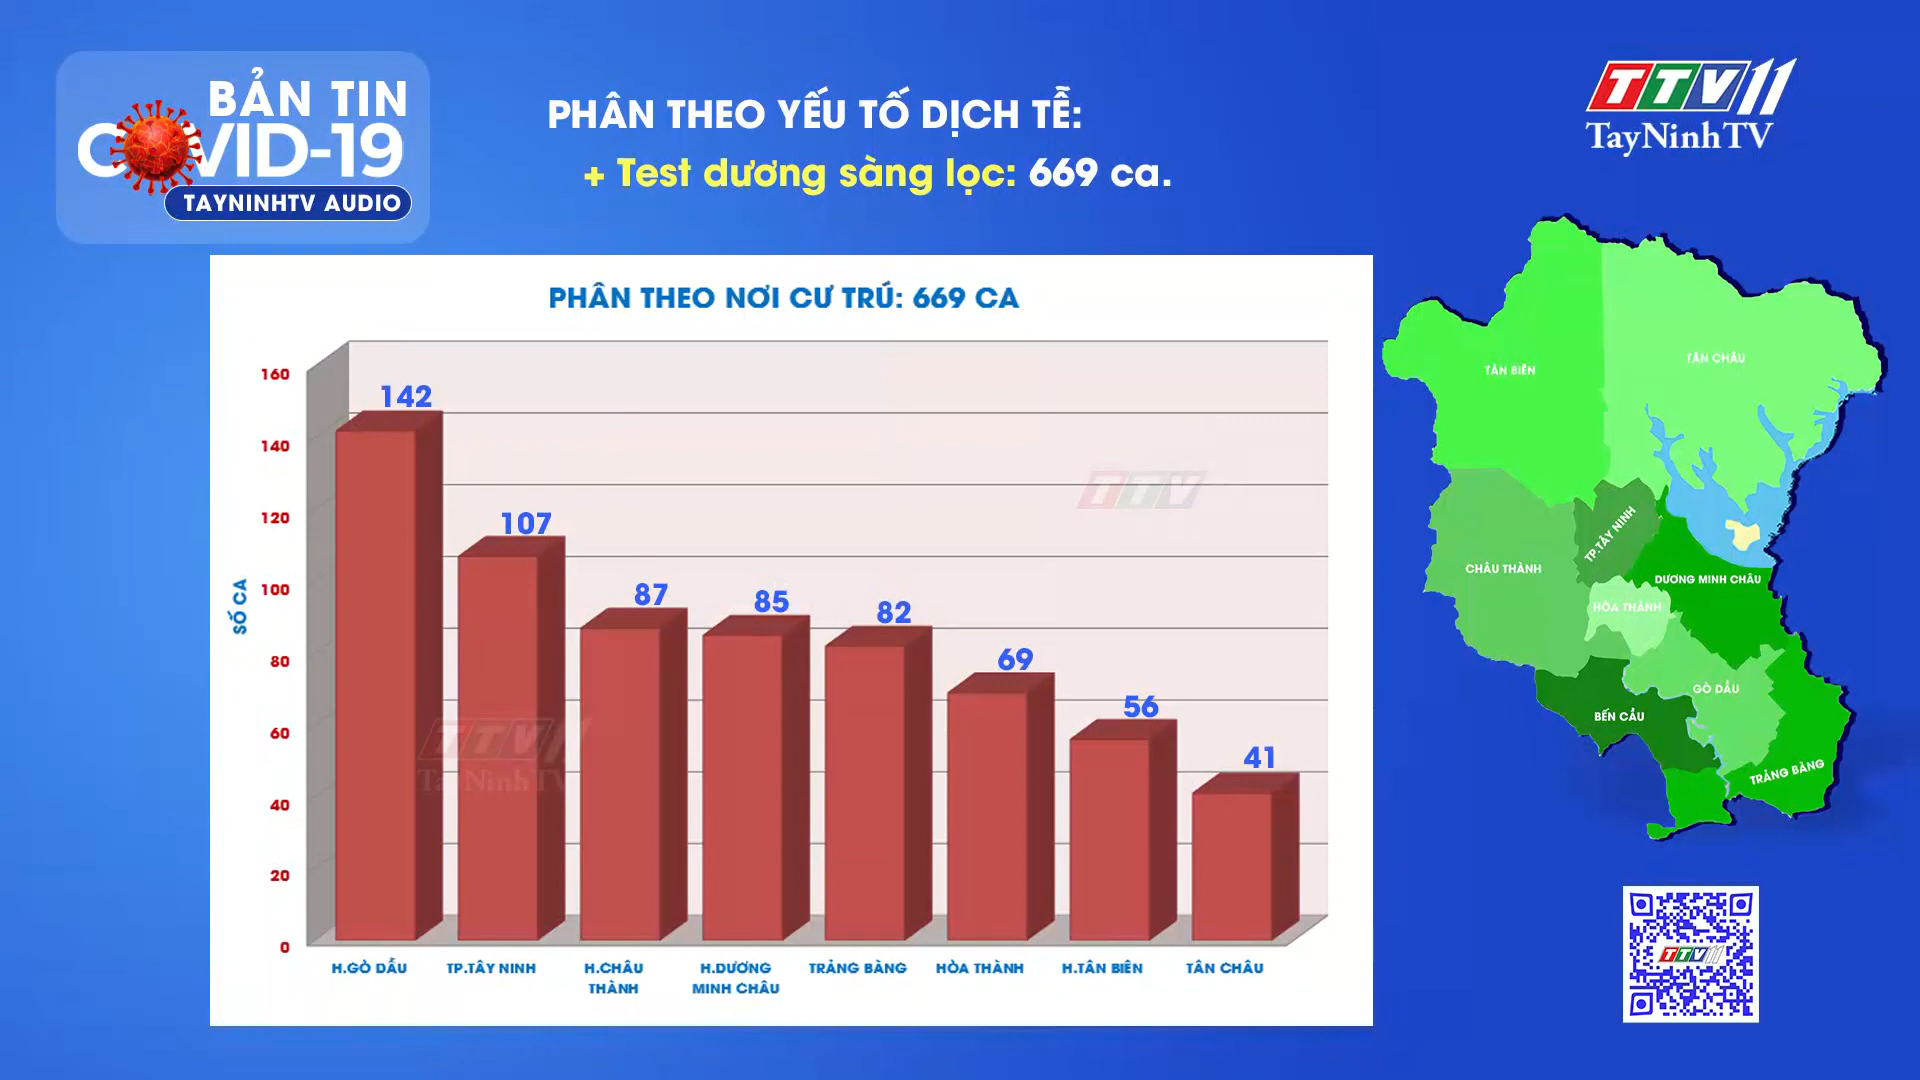 BẢN TIN
COVID-19
TAYNINHTV AUDIO
PHÂN THEO YẾU TỐ DỊCH TỄ:
+ Test dương sàng lọc: 669 ca.
TTV11
TayNinhTV
PHÂN THEO NƠI CƯ TRÚ: 669 CA
SỐ CA
160
140
120
100
80
60
40
20
0
142
107
87
85
82
69
56
41
H.GÒ DẦU
TP.TÂY NINH
H.CHÂU
THÀNH
H.DƯƠNG
MINH CHÂU
TRẢNG BÀNG
HÒA THÀNH
H.TÂN BIÊN
TÂN CHÂU
TTV
TTV11
TayNinhTV
TÂN BIÊN
TÂN CHÂU
TP.TÂY NINH
CHÂU THÀNH
DƯƠNG MINH CHÂU
HÒA THÀNH
GÒ DẦU
BẾN CẦU
TRẢNG BÀNG
TTV11